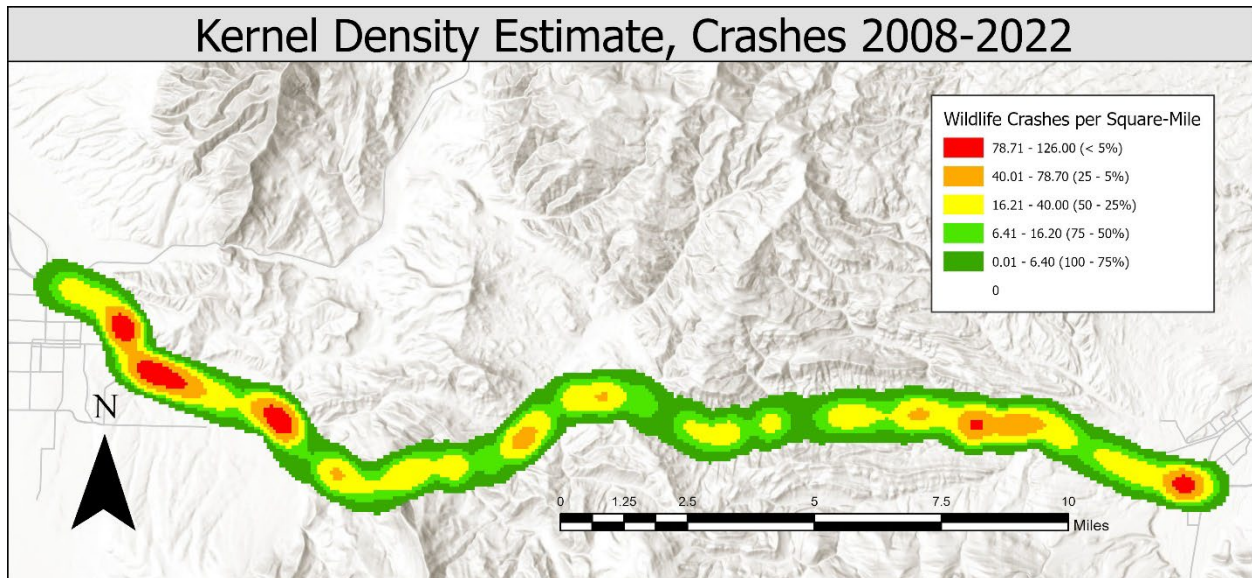 Kernel Density Estimate, Crashes 2008-2022
Wildlife Crashes per Square-Mile
78.71 - 126.00 (< 5%)
40.01 - 78.70 (25 - 5%)
16.21 - 40.00 (50 - 25%)
6.41 - 16.20 (75 - 50%)
0.01 - 6.40 (100 - 75%)
0
N
0 1.25 2.5 5 7.5 10
Miles